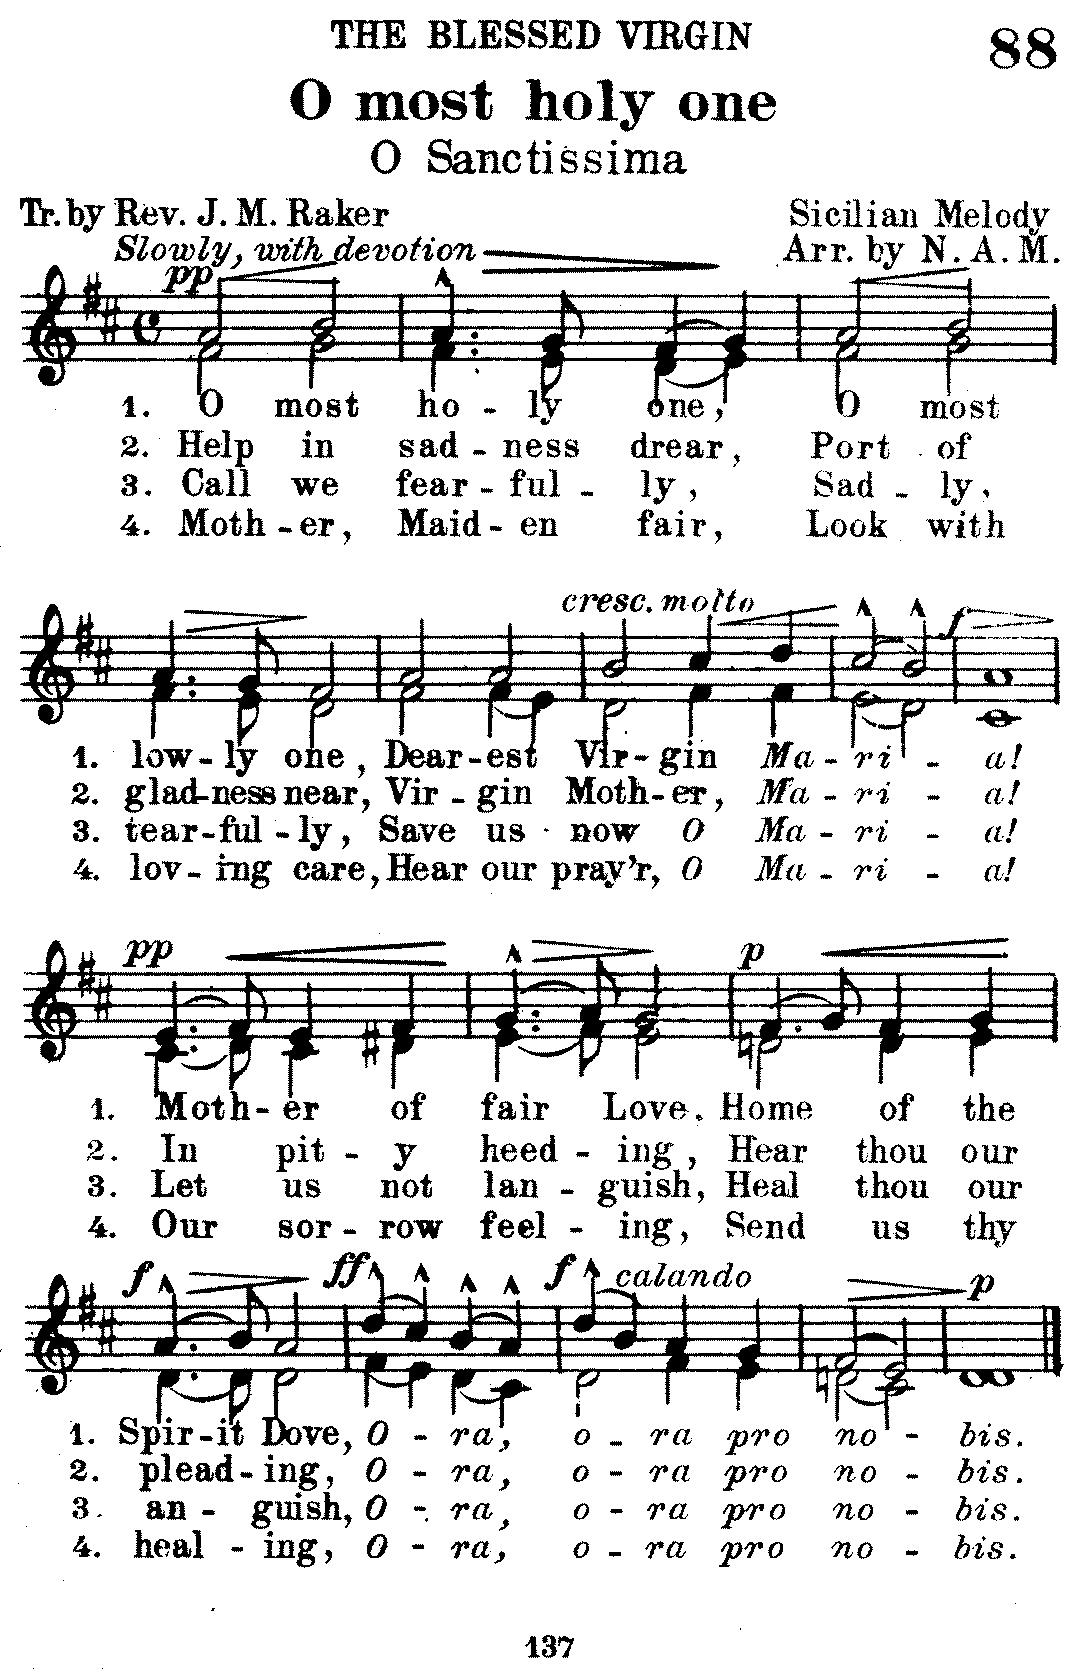 THE BLESSED VIRGIN
88
O most holy one
O Sanctissima
Tr. by Rev. J. M. Raker
Sicilian Melody
Slowly, with devotion
Arr. by N. A. M.
pp
1. O most ho - ly one, O most
2. Help in sad - ness drear, Port of
3. Call we fear - ful - ly, Sad - ly,
4. Moth - er, Maid - en fair, Look with
cresc. molto f
1. low - ly one, Dear - est Vir - gin Ma - ri - a!
2. glad - ness near, Vir - gin Moth - er, Ma - ri - a!
3. tear - ful - ly, Save us now O Ma - ri - a!
4. lov - ing care, Hear our pray'r, O Ma - ri - a!
pp p
1. Moth - er of fair Love, Home of the
2. In pit - y heed - ing, Hear thou our
3. Let us not lan - guish, Heal thou our
4. Our sor - row feel - ing, Send us thy
f ff f calando p
1. Spir - it Dove, O - ra, o - ra pro no - bis.
2. plead - ing, O - ra, o - ra pro no - bis.
3. an - guish, O - ra, o - ra pro no - bis.
4. heal - ing, O - ra, o - ra pro no - bis.
137